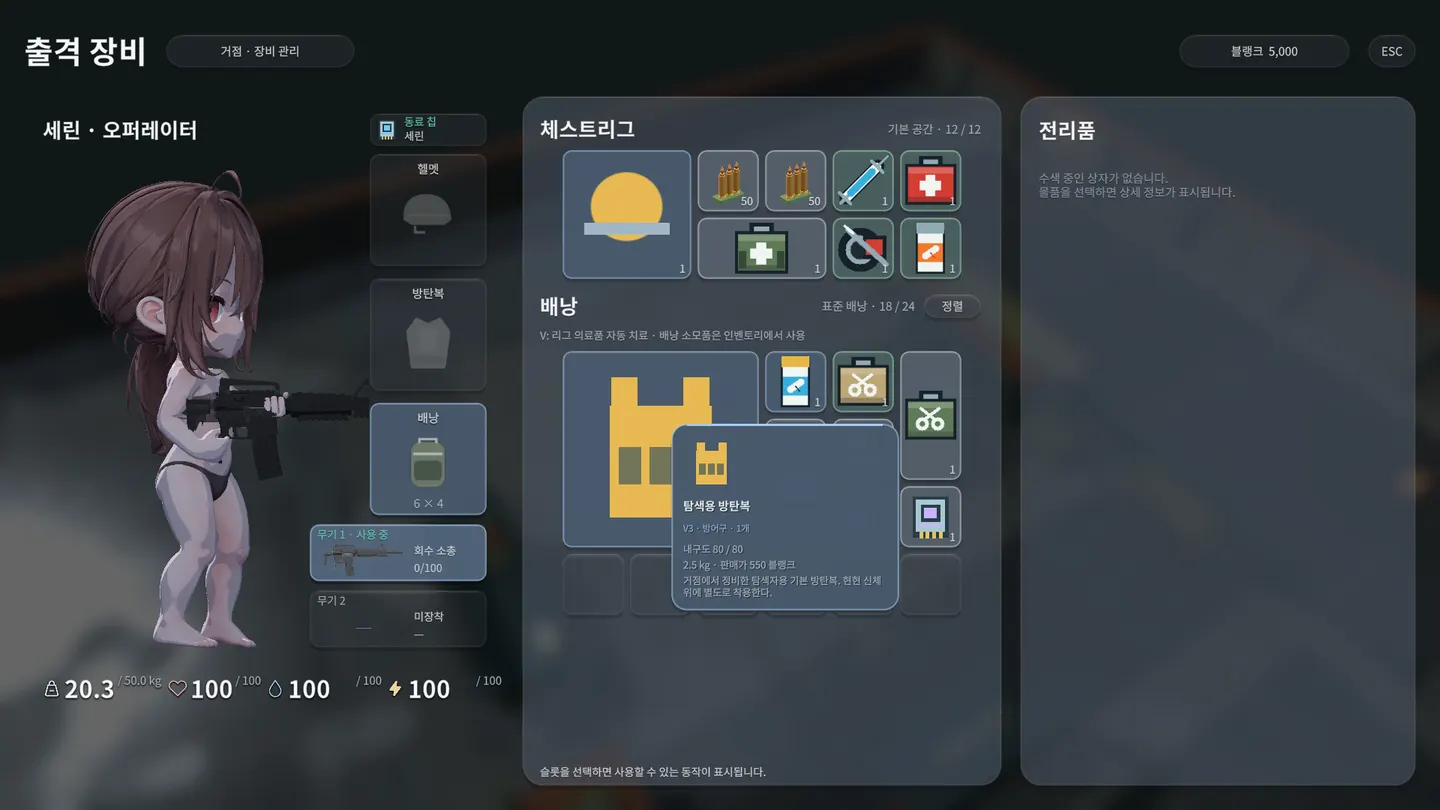 출격 장비
거점 · 장비 관리
블랭크 5,000
ESC
세린 · 오퍼레이터
동료 칩
세린
헬멧
방탄복
배낭
6 × 4
무기 1 · 사용 중
회수 소총
0/100
무기 2
미장착
—
20.3 / 50.0 kg
100 / 100
100 / 100
100 / 100
체스트리그
기본 공간 · 12 / 12
50
50
1
1
1
1
1
1
배낭
표준 배낭 · 18 / 24
정렬
V: 리그 의료품 자동 치료 · 배낭 소모품은 인벤토리에서 사용
1
1
1
1
탐색용 방탄복
V3 · 방어구 · 1개
내구도 80 / 80
2.5 kg · 판매가 550 블랭크
거점에서 정비한 탐색자용 기본 방탄복. 현현 신체
위에 별도로 착용한다.
슬롯을 선택하면 사용할 수 있는 동작이 표시됩니다.
전리품
수색 중인 상자가 없습니다.
물품을 선택하면 상세 정보가 표시됩니다.